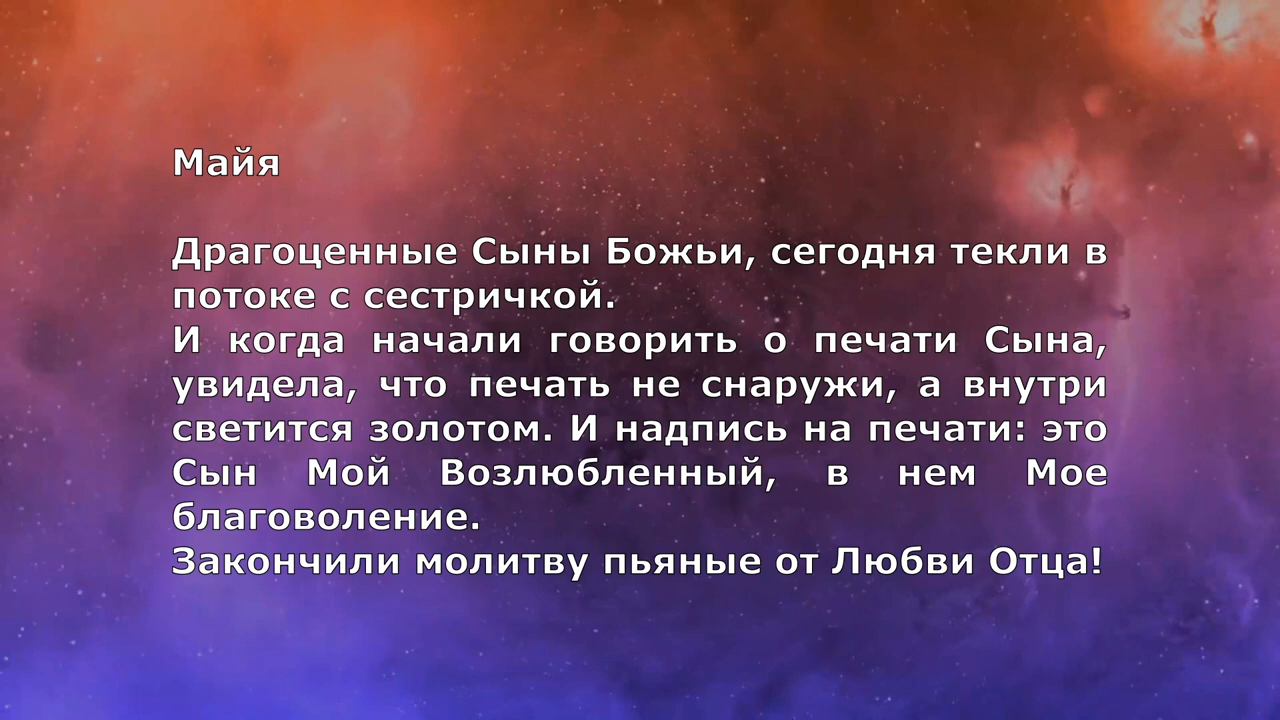 Майя
Драгоценные Сыны Божьи, сегодня текли в
потоке с сестричкой.
И когда начали говорить о печати Сына,
увидела, что печать не снаружи, а внутри
светится золотом. И надпись на печати: это
Сын Мой Возлюбленный, в нем Мое
благоволение.
Закончили молитву пьяные от Любви Отца!